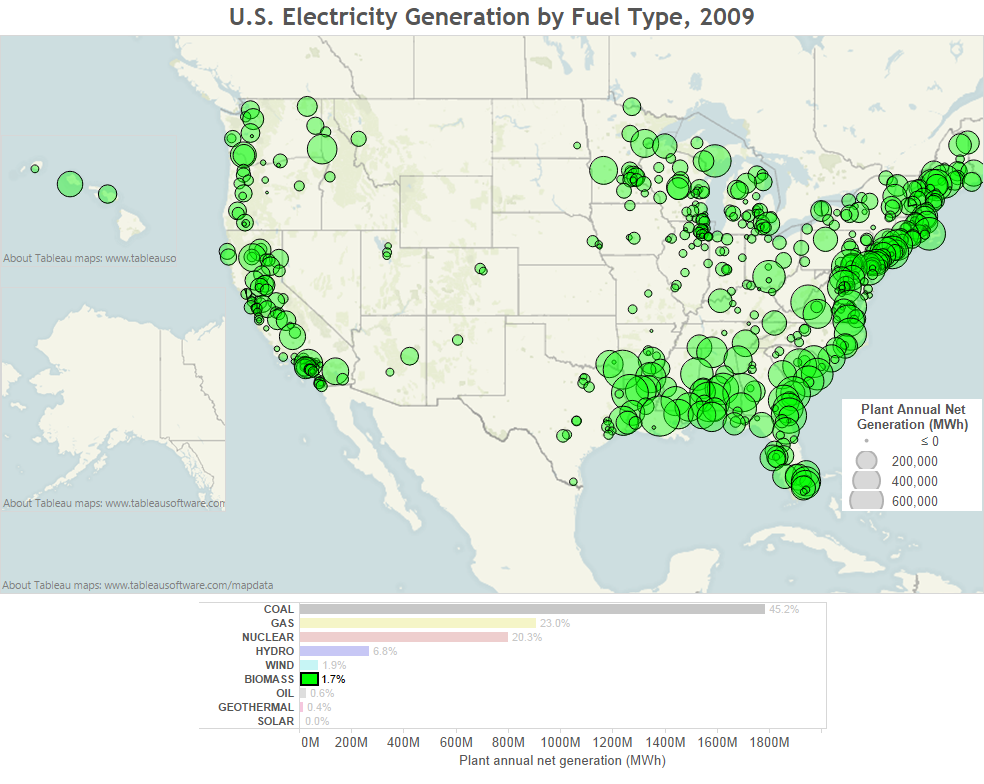 U.S. Electricity Generation by Fuel Type, 2009
About Tableau maps: www.tableauso
Plant Annual Net
Generation (MWh)
≤ 0
200,000
400,000
600,000
About Tableau maps: www.tableausoftware.com
About Tableau maps: www.tableausoftware.com/mapdata
COAL 45.2%
GAS 23.0%
NUCLEAR 20.3%
HYDRO 6.8%
WIND 1.9%
BIOMASS 1.7%
OIL 0.6%
GEOTHERMAL 0.4%
SOLAR 0.0%
0M 200M 400M 600M 800M 1000M 1200M 1400M 1600M 1800M
Plant annual net generation (MWh)